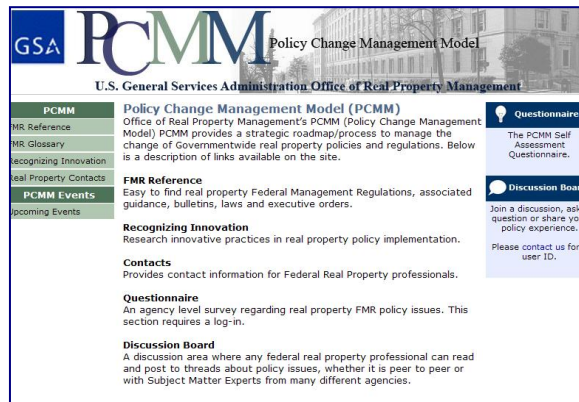 GSA
PCMM
Policy Change Management Model
U.S. General Services Administration Office of Real Property Management
PCMM
FMR Reference
FMR Glossary
Recognizing Innovation
Real Property Contacts
PCMM Events
Upcoming Events
Policy Change Management Model (PCMM)
Office of Real Property Management's PCMM (Policy Change Management
Model) PCMM provides a strategic roadmap/process to manage the
change of Governmentwide real property policies and regulations. Below
is a description of links available on the site.
FMR Reference
Easy to find real property Federal Management Regulations, associated
guidance, bulletins, laws and executive orders.
Recognizing Innovation
Research innovative practices in real property policy implementation.
Contacts
Provides contact information for Federal Real Property professionals.
Questionnaire
An agency level survey regarding real property FMR policy issues. This
section requires a log-in.
Discussion Board
A discussion area where any federal real property professional can read
and post to threads about policy issues, whether it is peer to peer or
with Subject Matter Experts from many different agencies.
Questionnaire
The PCMM Self
Assessment
Questionnaire.
Discussion Boar
Join a discussion, ask
question or share you
policy experience.
Please contact us for
user ID.